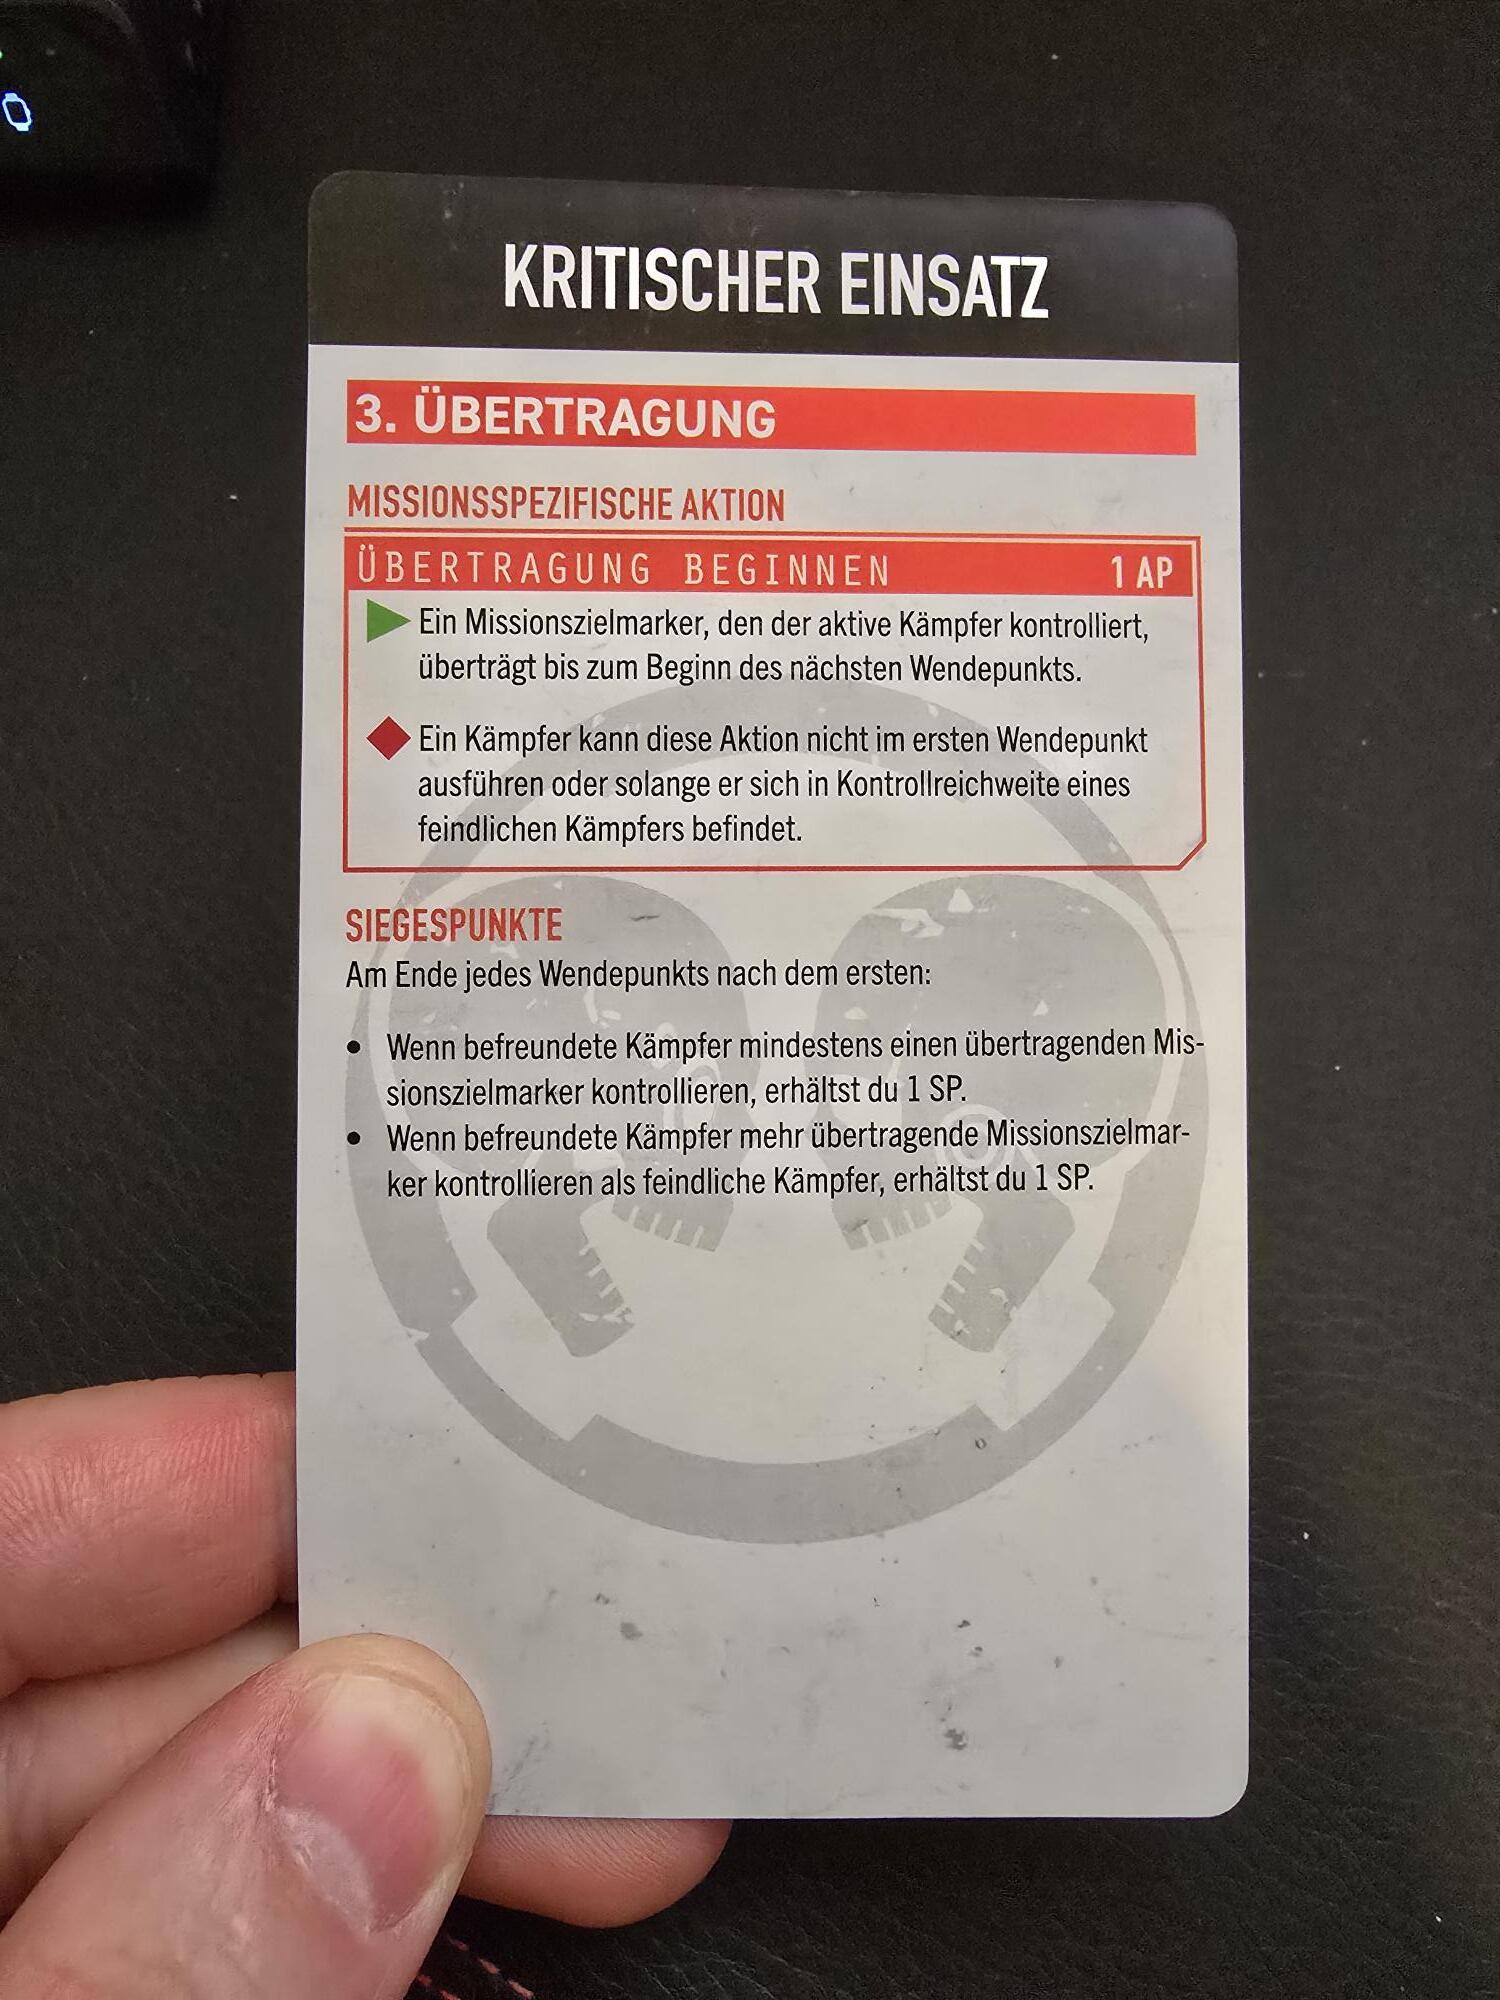 KRITISCHER EINSATZ
3. ÜBERTRAGUNG
MISSIONSSPEZIFISCHE AKTION
ÜBERTRAGUNG BEGINNEN 1 AP
Ein Missionszielmarker, den der aktive Kämpfer kontrolliert,
überträgt bis zum Beginn des nächsten Wendepunkts.
Ein Kämpfer kann diese Aktion nicht im ersten Wendepunkt
ausführen oder solange er sich in Kontrollreichweite eines
feindlichen Kämpfers befindet.
SIEGESPUNKTE
Am Ende jedes Wendepunkts nach dem ersten:
• Wenn befreundete Kämpfer mindestens einen übertragenden Mis-
sionszielmarker kontrollieren, erhältst du 1 SP.
• Wenn befreundete Kämpfer mehr übertragende Missionszielmar-
ker kontrollieren als feindliche Kämpfer, erhältst du 1 SP.